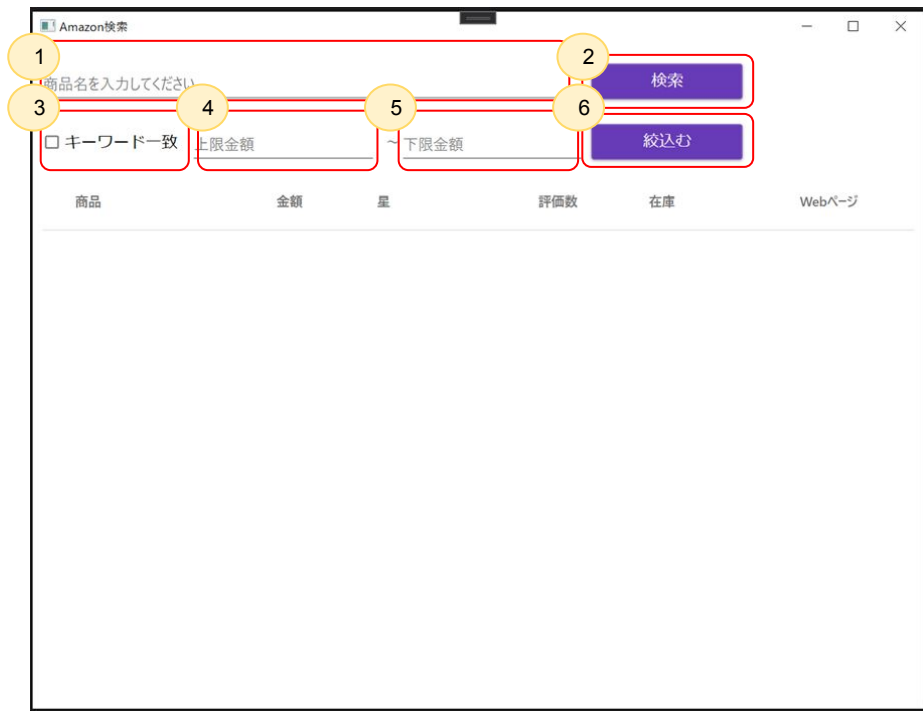 Amazon検索
1
2
商品名を入力してください
検索
3
4
5
6
キーワード一致
上限金額
~
下限金額
絞込む
商品 金額 星 評価数 在庫 Webページ